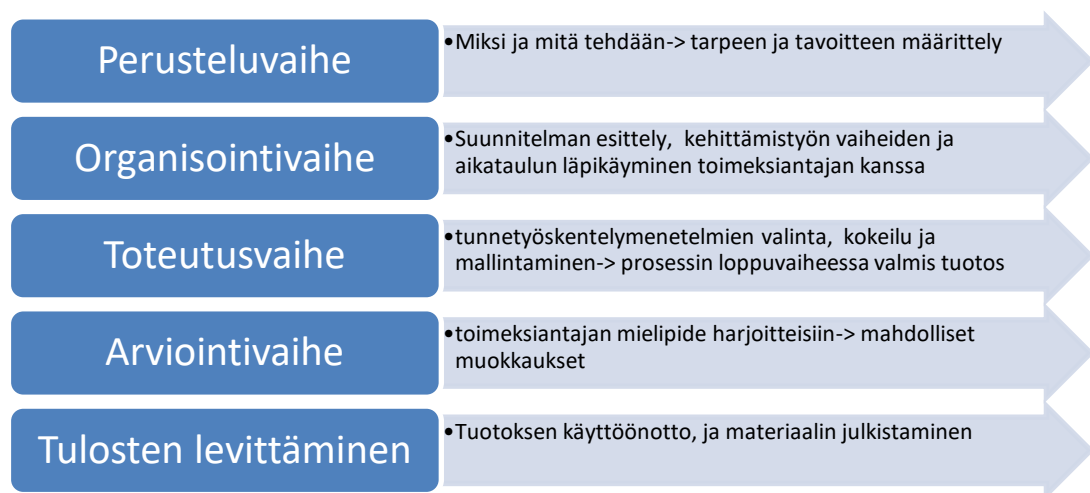 Perusteluvaihe
•Miksi ja mitä tehdään-> tarpeen ja tavoitteen määrittely
Organisointivaihe
•Suunnitelman esittely, kehittämistyön vaiheiden ja
aikataulun läpikäyminen toimeksiantajan kanssa
Toteutusvaihe
•tunnetyöskentelymenetelmien valinta, kokeilu ja
mallintaminen-> prosessin loppuvaiheessa valmis tuotos
Arviointivaihe
•toimeksiantajan mielipide harjoitteisiin-> mahdolliset
muokkaukset
Tulosten levittäminen
•Tuotoksen käyttöönotto, ja materiaalin julkistaminen